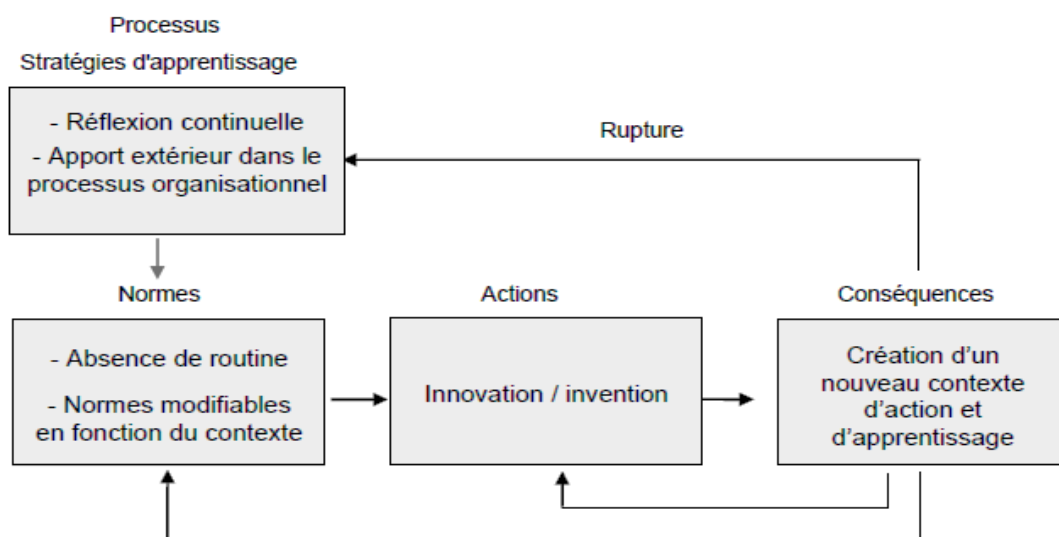 Processus
Stratégies d'apprentissage
- Réflexion continuelle
- Apport extérieur dans le
processus organisationnel
Rupture
Normes
- Absence de routine
- Normes modifiables
en fonction du contexte
Actions
Innovation / invention
Conséquences
Création d’un
nouveau contexte
d’action et
d’apprentissage